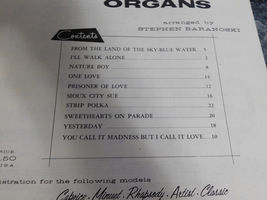 ORGANS
arranged by
STEPHEN BARANOSKI
Contents
FROM THE LAND OF THE SKY-BLUE WATER 5
I'LL WALK ALONE 2
NATURE BOY 6
ONE LOVE 14
PRISONER OF LOVE 12
SIOUX CITY SUE 16
STRIP POLKA 22
SWEETHEARTS ON PARADE 20
YESTERDAY 18
YOU CALL IT MADNESS BUT I CALL IT LOVE 10
.50
istration for the following models
Caprice . Minuet . Rhapsody . Artist . Classic